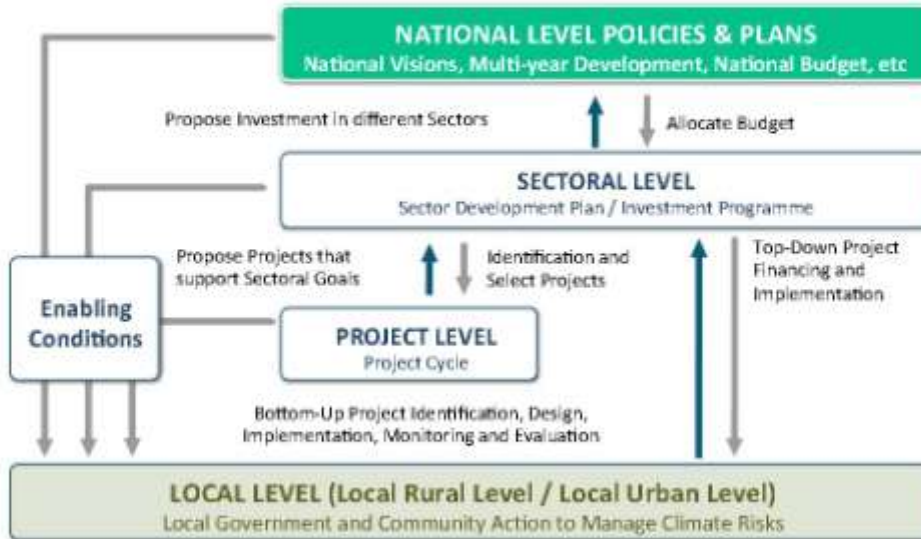 NATIONAL LEVEL POLICIES & PLANS
National Visions, Multi-year Development, National Budget, etc
Propose Investment in different Sectors
Allocate Budget
SECTORAL LEVEL
Sector Development Plan / Investment Programme
Propose Projects that
support Sectoral Goals
Identification and
Select Projects
Top-Down Project
Financing and
Implementation
Enabling
Conditions
PROJECT LEVEL
Project Cycle
Bottom-Up Project Identification, Design,
Implementation, Monitoring and Evaluation
LOCAL LEVEL (Local Rural Level / Local Urban Level)
Local Government and Community Action to Manage Climate Risks